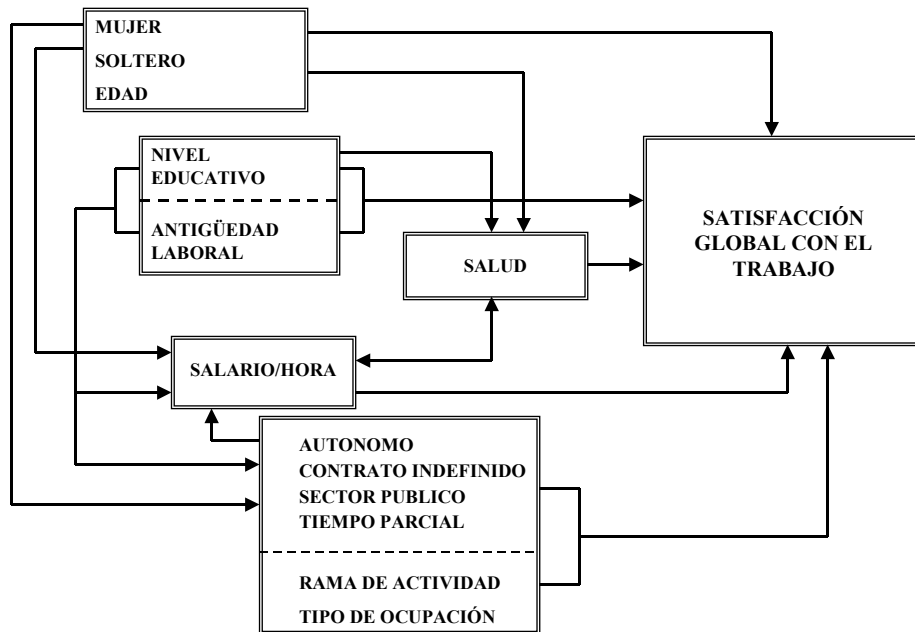 MUJER
SOLTERO
EDAD
NIVEL
EDUCATIVO
ANTIGÜEDAD
LABORAL
SALUD
SATISFACCIÓN
GLOBAL CON EL
TRABAJO
SALARIO/HORA
AUTONOMO
CONTRATO INDEFINIDO
SECTOR PUBLICO
TIEMPO PARCIAL
RAMA DE ACTIVIDAD
TIPO DE OCUPACIÓN